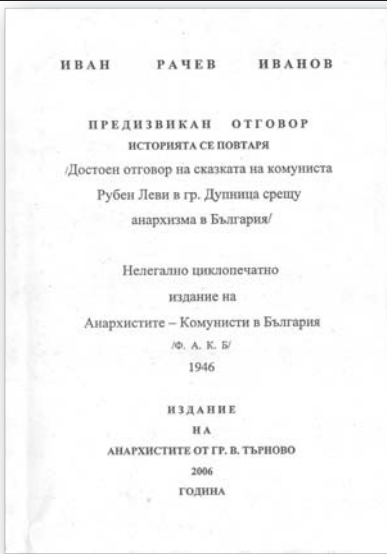 ИВАН РАЧЕВ ИВАНОВ
ПРЕДИЗВИКАН ОТГОВОР
ИСТОРИЯТА СЕ ПОВТАРЯ
/Достоен отговор на сказката на комуниста
Рубен Леви в гр. Дупница срещу
анархизма в България/
Нелегално циклопечатно
издание на
Анархистите – Комунисти в България
/Ф. А. К. Б/
1946
ИЗДАНИЕ
НА
АНАРХИСТИТЕ ОТ ГР. В. ТЪРНОВО
2006
ГОДИНА